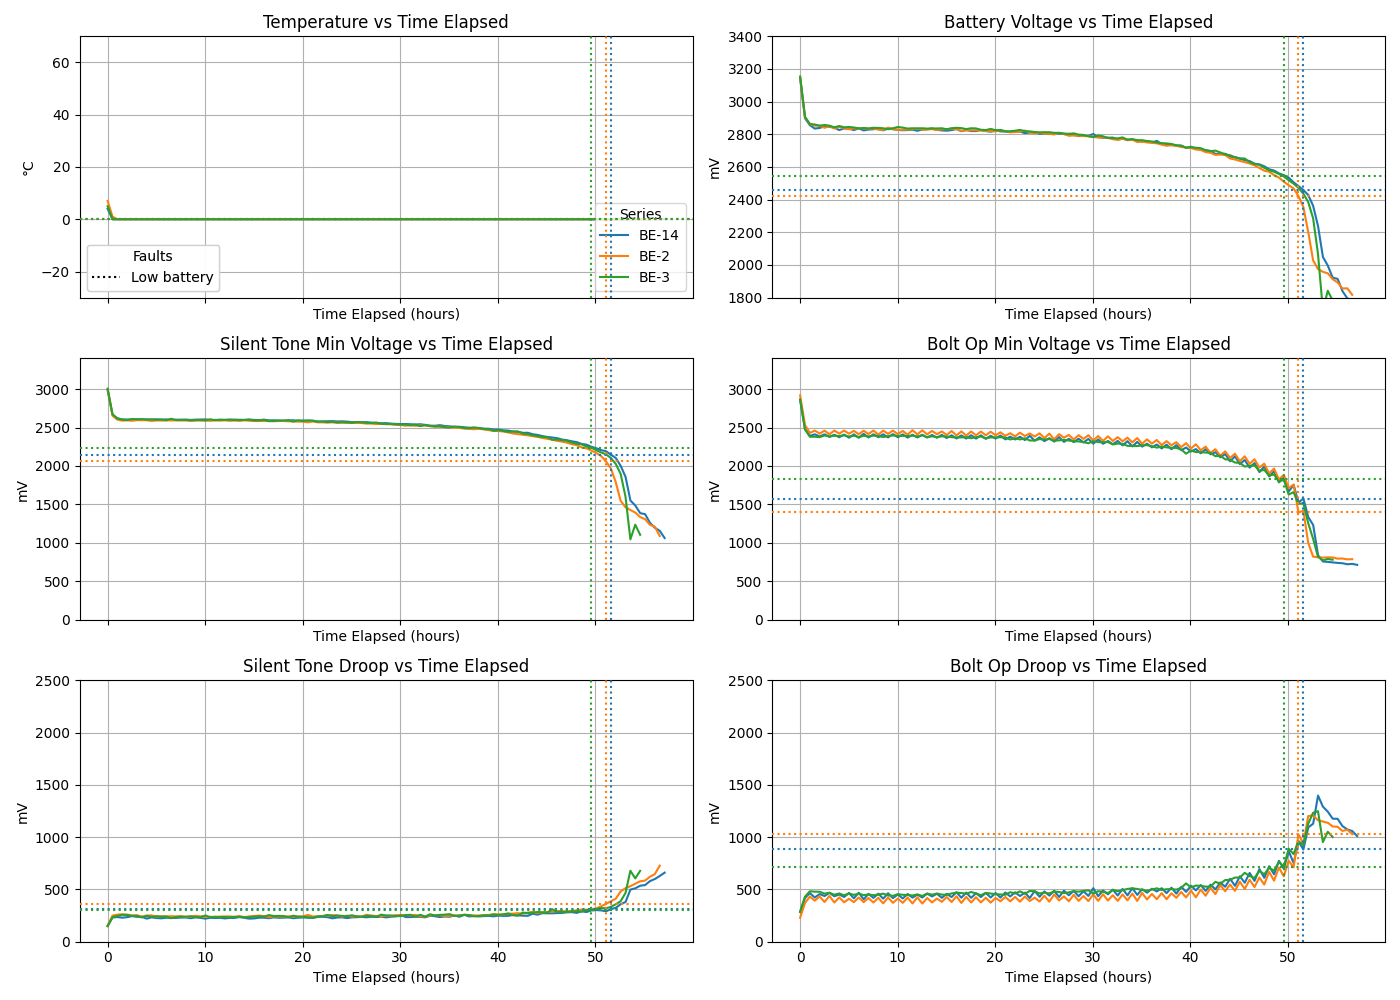 Temperature vs Time Elapsed
60
40
20
0
−20
°C
Faults
Low battery
Series
BE-14
BE-2
BE-3
Time Elapsed (hours)
Battery Voltage vs Time Elapsed
3400
3200
3000
2800
2600
2400
2200
2000
1800
mV
Time Elapsed (hours)
Silent Tone Min Voltage vs Time Elapsed
3000
2500
2000
1500
1000
500
0
mV
Time Elapsed (hours)
Bolt Op Min Voltage vs Time Elapsed
3000
2500
2000
1500
1000
500
0
mV
Time Elapsed (hours)
Silent Tone Droop vs Time Elapsed
2500
2000
1500
1000
500
0
mV
0 10 20 30 40 50
Time Elapsed (hours)
Bolt Op Droop vs Time Elapsed
2500
2000
1500
1000
500
0
mV
0 10 20 30 40 50
Time Elapsed (hours)